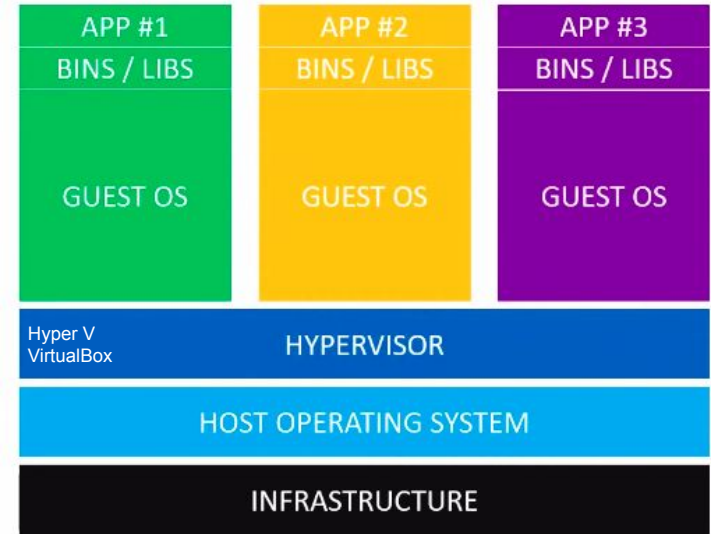 APP #1
BINS / LIBS
GUEST OS
APP #2
BINS / LIBS
GUEST OS
APP #3
BINS / LIBS
GUEST OS
Hyper V
VirtualBox
HYPERVISOR
HOST OPERATING SYSTEM
INFRASTRUCTURE